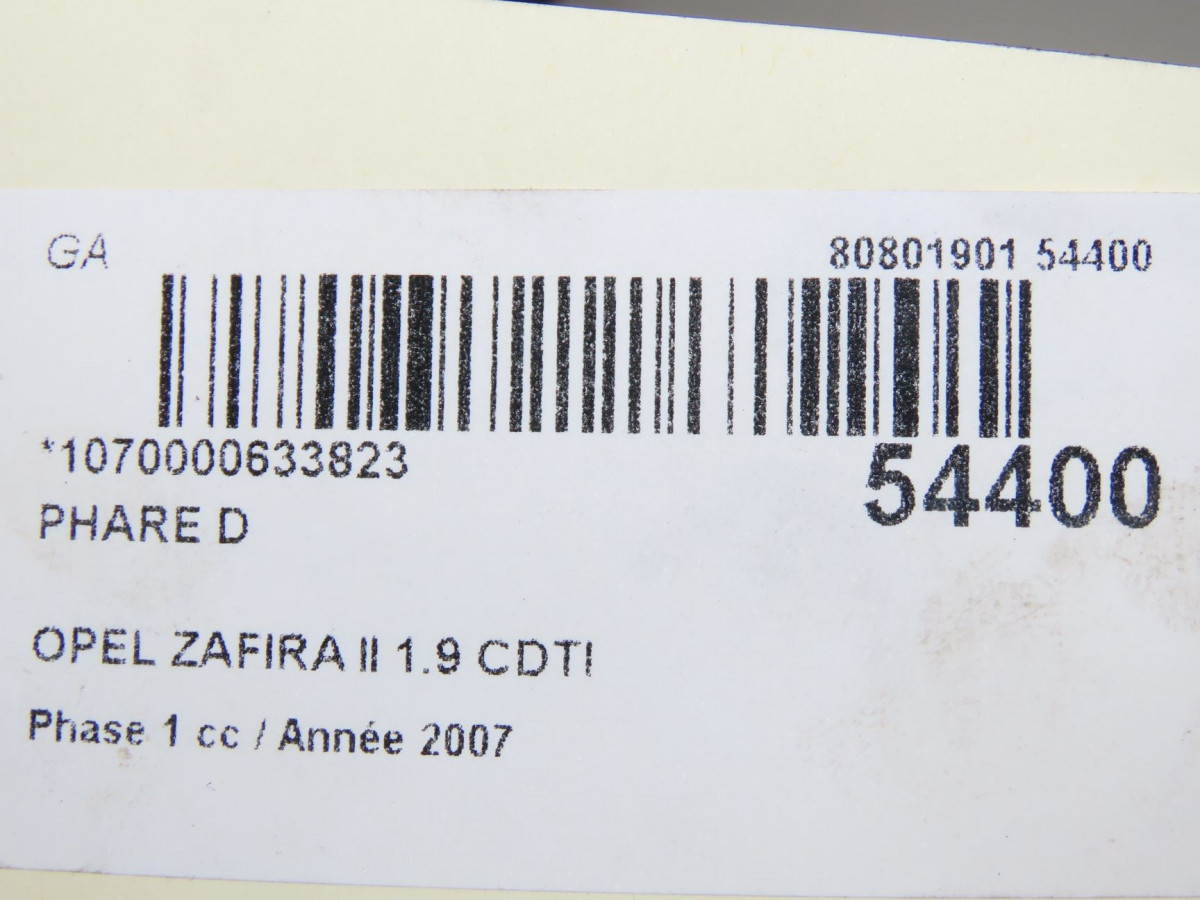 GA
80801901 54400
*1070000633823
54400
PHARE D
OPEL ZAFIRA II 1.9 CDTI
Phase 1 cc / Année 2007